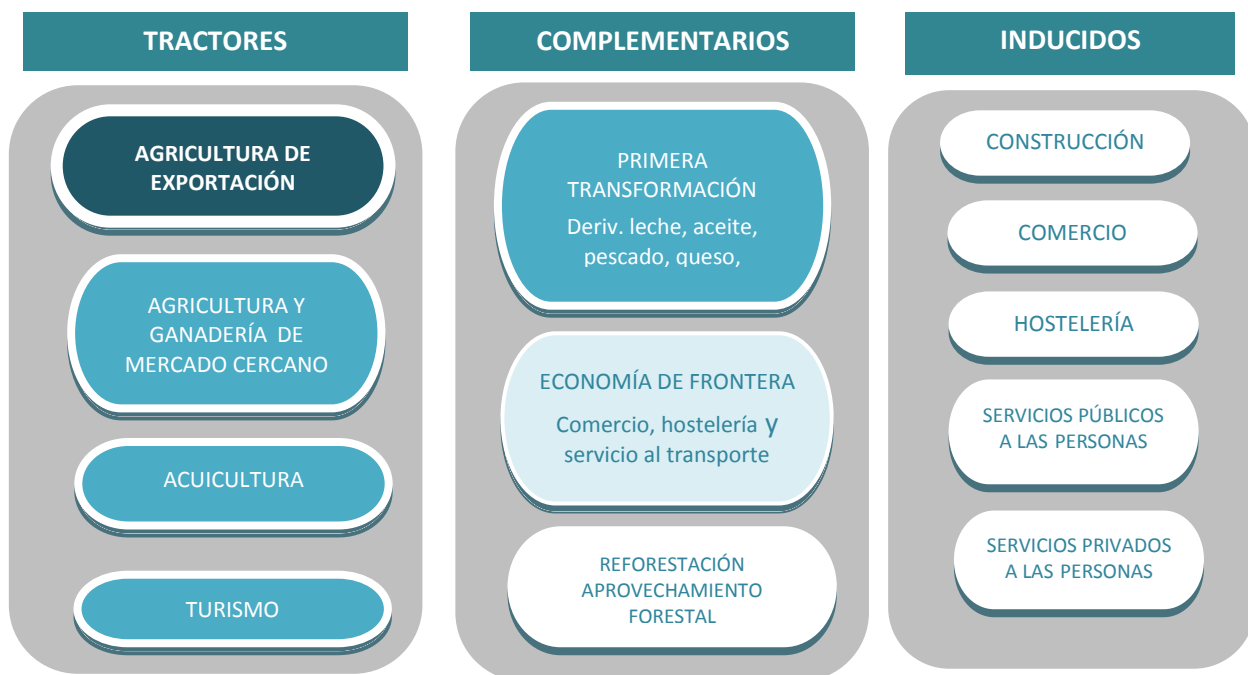 TRACTORES
AGRICULTURA DE
EXPORTACIÓN
AGRICULTURA Y
GANADERÍA DE
MERCADO CERCANO
ACUICULTURA
TURISMO
COMPLEMENTARIOS
PRIMERA
TRANSFORMACIÓN
Deriv. leche, aceite,
pescado, queso,
ECONOMÍA DE FRONTERA
Comercio, hostelería y
servicio al transporte
REFORESTACIÓN
APROVECHAMIENTO
FORESTAL
INDUCIDOS
CONSTRUCCIÓN
COMERCIO
HOSTELERÍA
SERVICIOS PÚBLICOS
A LAS PERSONAS
SERVICIOS PRIVADOS
A LAS PERSONAS